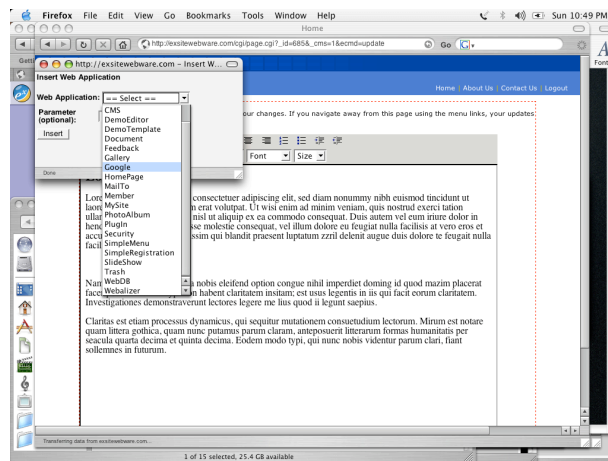 Firefox File Edit View Go Bookmarks Tools Window Help Sun 10:49 PM
Home
http://exsitewebware.com/cgi/page.cgi?_id=685&_cms=1&ecmd=update Go
Font
http://exsitewebware.com – Insert W...
Insert Web Application
Home | About Us | Contact Us | Logout
Web Application: == Select ==
Parameter
(optional):
our changes. If you navigate away from this page using the menu links, your updates
Insert
Done
CMS
DemoEditor
DemoTemplate
Document
Feedback
Gallery
Google
HomePage
MailTo
Member
MySite
PhotoAlbum
PlugIn
Security
SimpleMenu
SimpleRegistration
SlideShow
Trash
WebDB
Webalizer
Font Size
consectetuer adipiscing elit, sed diam nonummy nibh euismod tincidunt ut
erat volutpat. Ut wisi enim ad minim veniam, quis nostrud exerci tation
nisl ut aliquip ex ea commodo consequat. Duis autem vel eum iriure dolor in
sse molestie consequat, vel illum dolore eu feugiat nulla facilisis at vero eros et
ssim qui blandit praesent luptatum zzril delenit augue duis dolore te feugait nulla
facil
Nam nobis eleifend option congue nihil imperdiet doming id quod mazim placerat
face habent claritatem insitam; est usus legentis in iis qui facit eorum claritatem.
Investigationes demonstraverunt lectores legere me lius quod ii legunt saepius.
Claritas est etiam processus dynamicus, qui sequitur mutationem consuetudium lectorum. Mirum est notare
quam littera gothica, quam nunc putamus parum claram, anteposuerit litterarum formas humanitatis per
seacula quarta decima et quinta decima. Eodem modo typi, qui nunc nobis videntur parum clari, fiant
sollemnes in futurum.
Transferring data from exsitewebware.com...
1 of 15 selected, 25.4 GB available